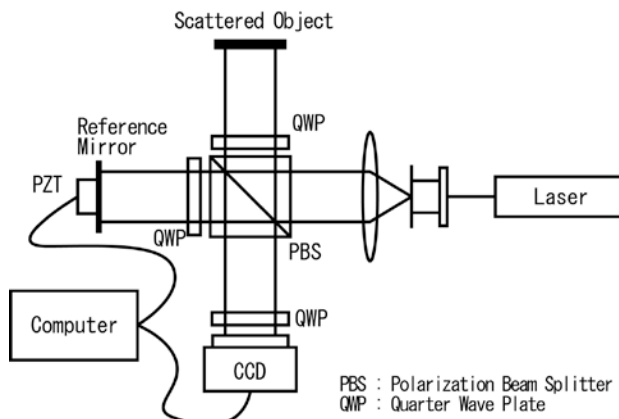 Scattered Object
QWP
Reference
Mirror
PZT
Laser
QWP
PBS
QWP
Computer
CCD
PBS : Polarization Beam Splitter
QWP : Quarter Wave Plate